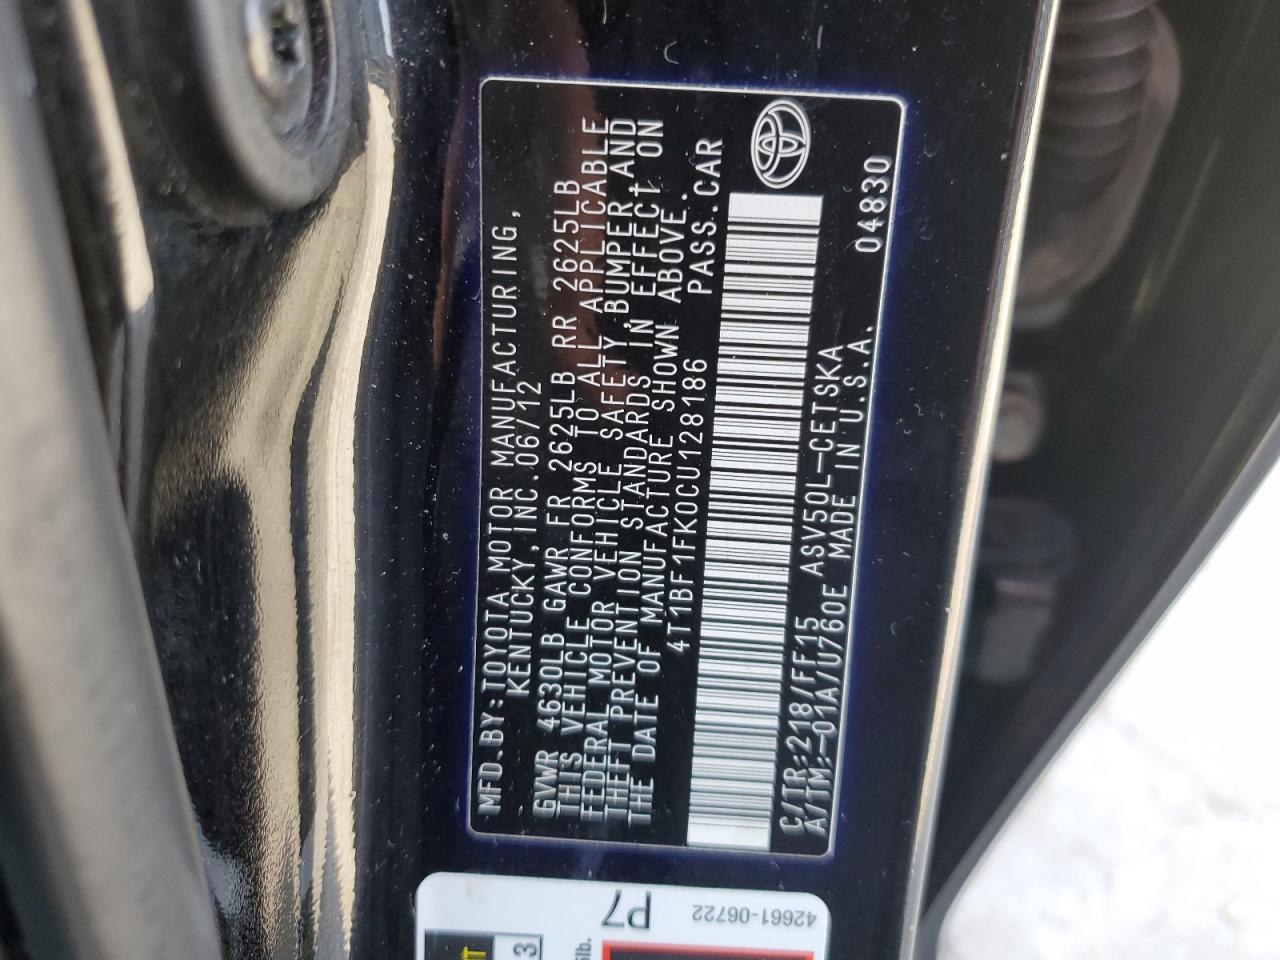 MFD.BY:TOYOTA MOTOR MANUFACTURING,
KENTUCKY,INC.06/12
GVWR 4630LB GAWR FR 2625LB RR 2625LB
THIS VEHICLE CONFORMS TO ALL APPLICABLE
FEDERAL MOTOR VEHICLE SAFETY,BUMPER,AND
THEFT PREVENTION STANDARDS IN EFFECT ON
THE DATE OF MANUFACTURE SHOWN ABOVE.
4T1BF1FK0CU128186 PASS.CAR
C/TR:218/FF15 ASV50L-CETSKA
A/TM:-01A/U760E MADE IN U.S.A. 04830
42661-06722
P7
lb.
3